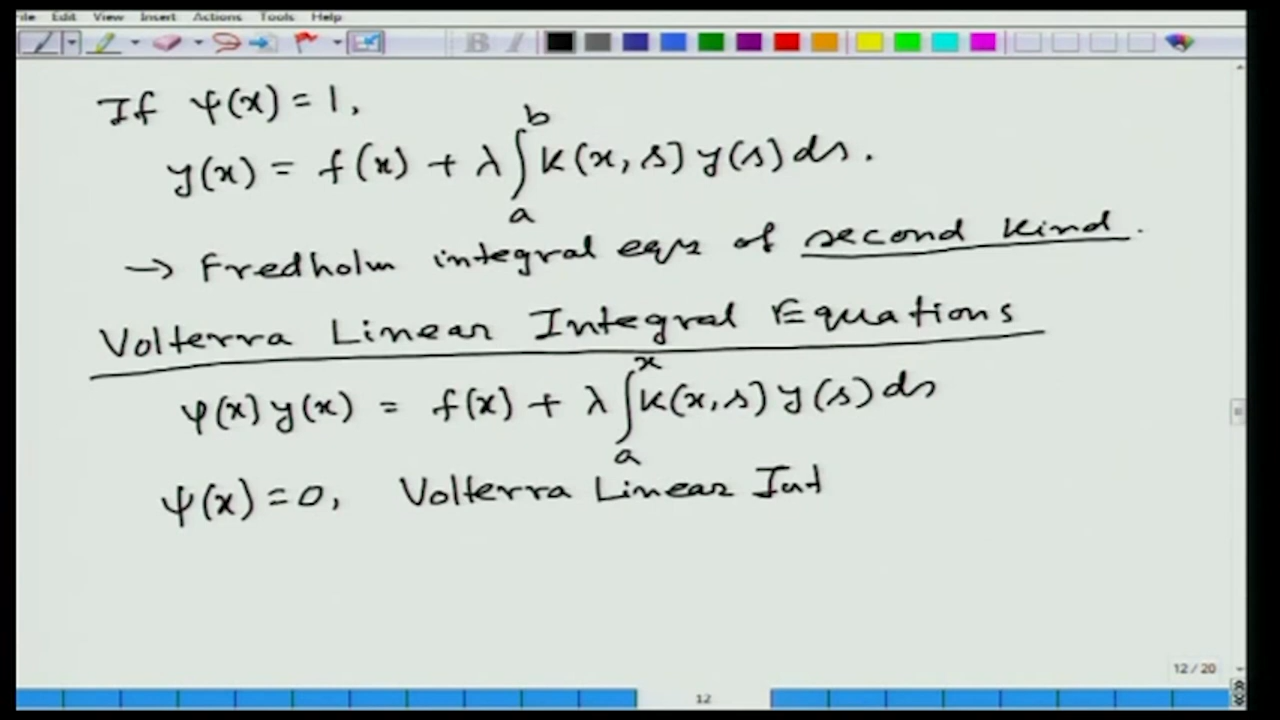 File Edit View Insert Actions Tools Help
B I
If ψ(x) = 1,
y(x) = f(x) + λ ∫_a^b K(x, s) y(s) ds.
→ Fredholm integral eqn of second kind.
Volterra Linear Integral Equations
ψ(x) y(x) = f(x) + λ ∫_a^x K(x, s) y(s) ds
ψ(x) = 0, Volterra Linear Int
12 / 20
12